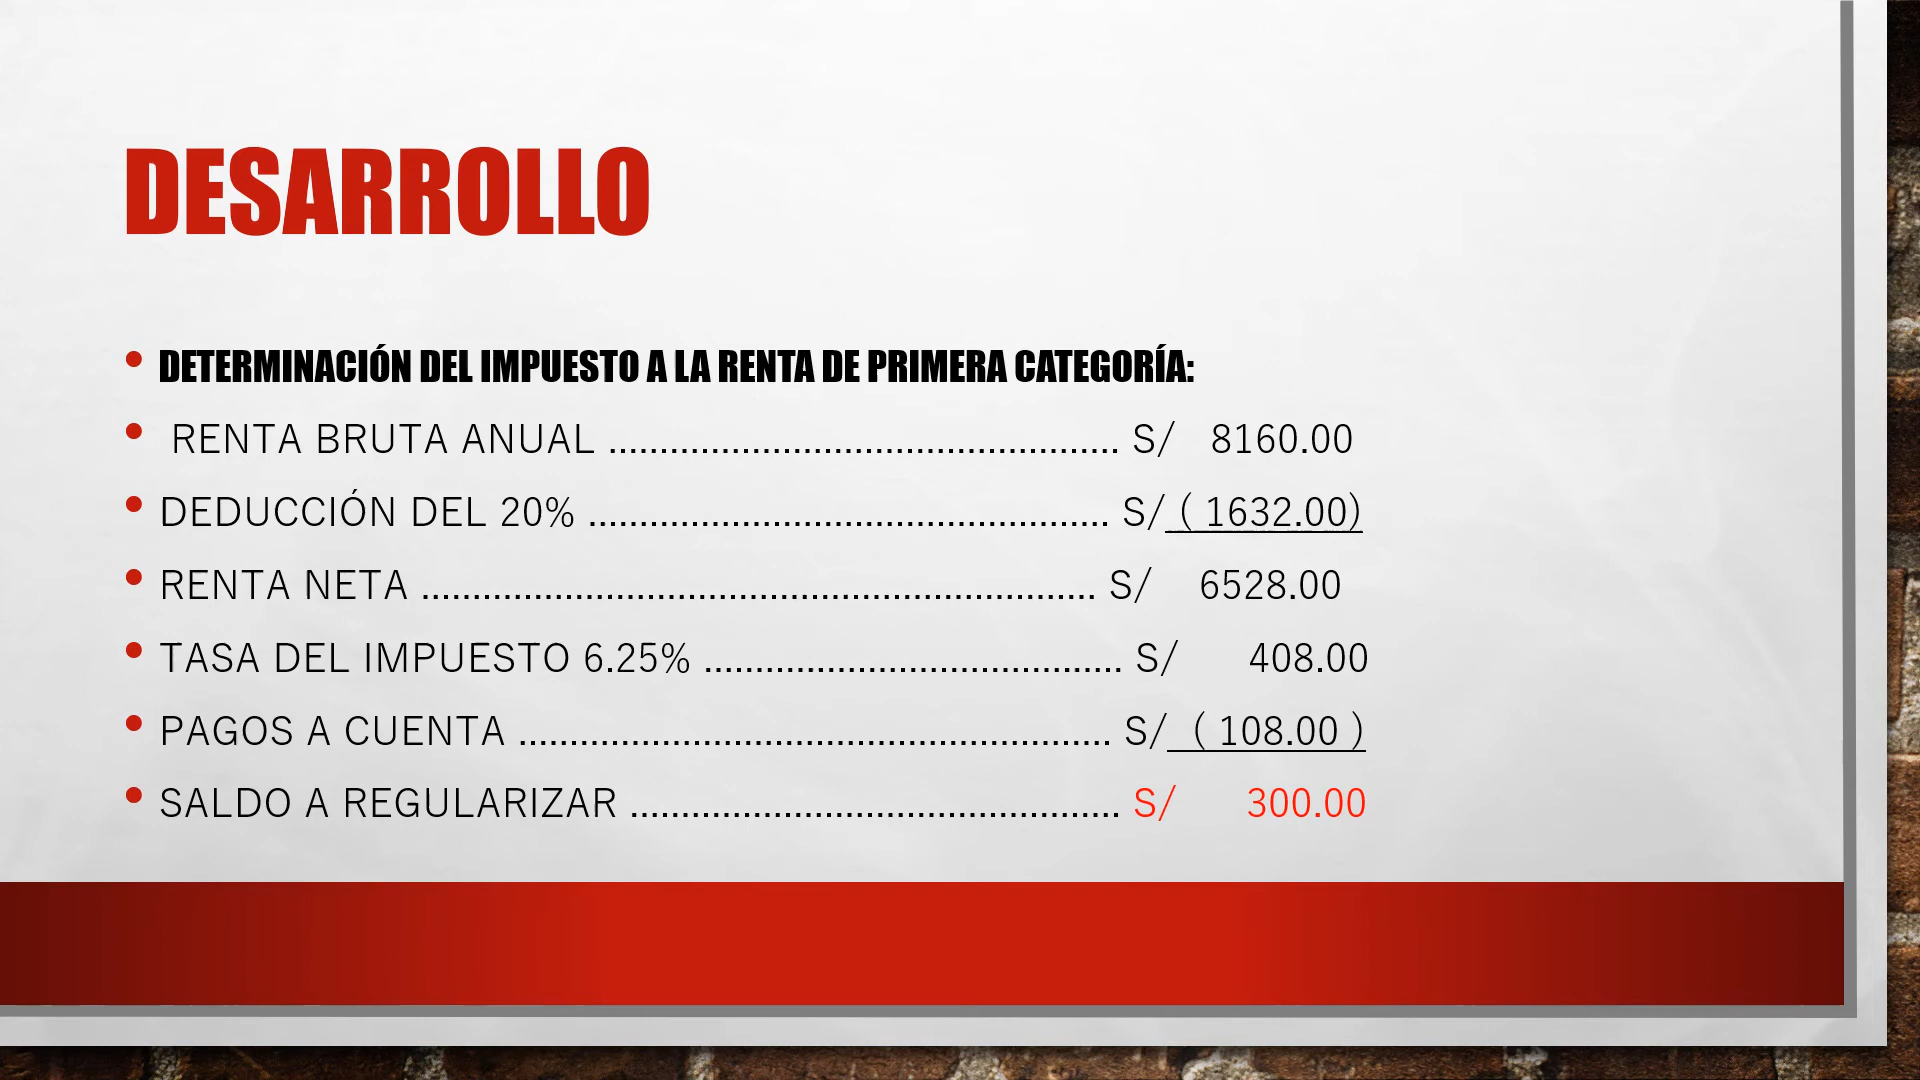 DESARROLLO
• DETERMINACIÓN DEL IMPUESTO A LA RENTA DE PRIMERA CATEGORÍA:
• RENTA BRUTA ANUAL .................................................. S/ 8160.00
• DEDUCCIÓN DEL 20% ................................................... S/ ( 1632.00)
• RENTA NETA .................................................................. S/ 6528.00
• TASA DEL IMPUESTO 6.25% ......................................... S/ 408.00
• PAGOS A CUENTA .......................................................... S/ ( 108.00 )
• SALDO A REGULARIZAR ................................................ S/ 300.00